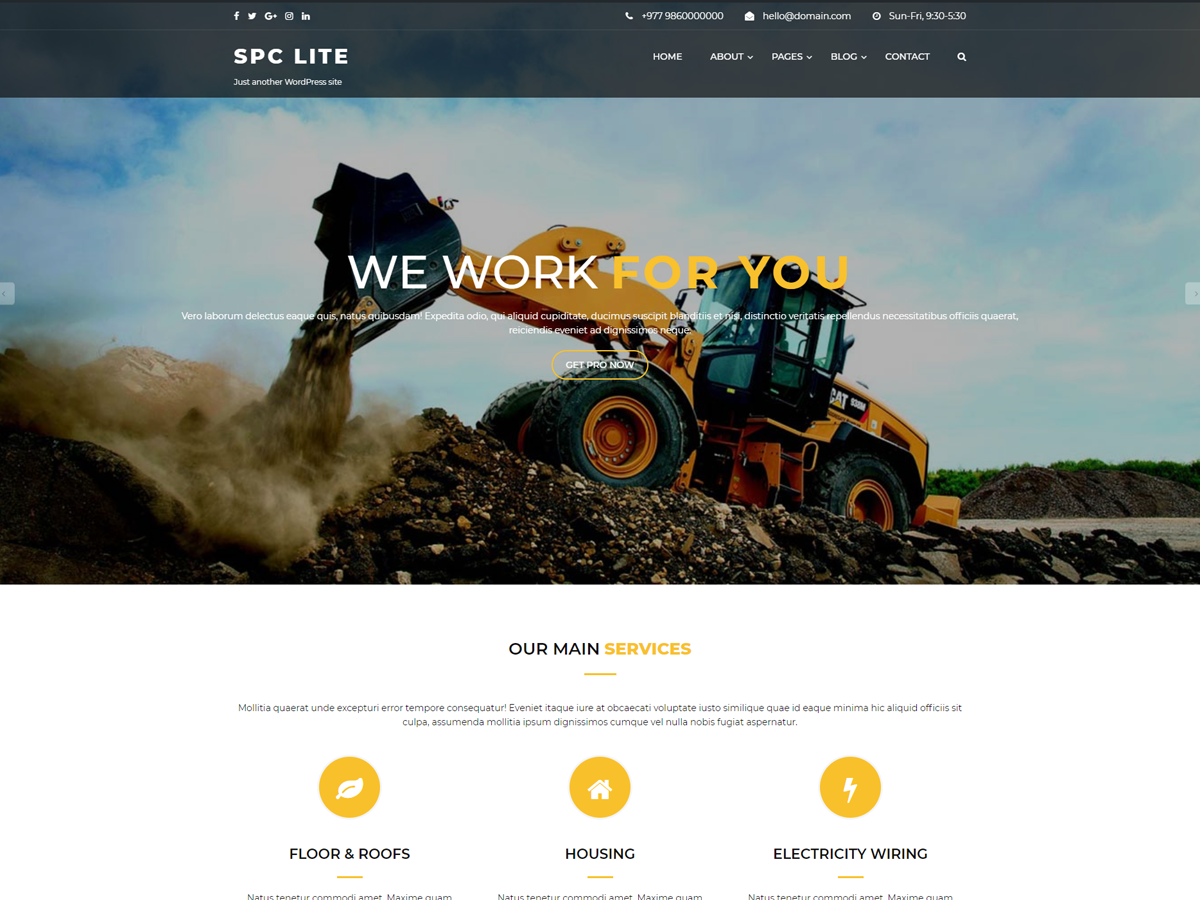 +977 9860000000 hello@domain.com Sun-Fri, 9:30-5:30
SPC LITE
Just another WordPress site
HOME ABOUT PAGES BLOG CONTACT
WE WORK FOR YOU
Vero laborum delectus eaque quis, natus quibusdam! Expedita odio, qui aliquid cupiditate, ducimus suscipit blanditiis et nisi, distinctio veritatis repellendus necessitatibus officiis quaerat,
reiciendis eveniet ad dignissimos neque.
GET PRO NOW
CAT 938M
OUR MAIN SERVICES
Mollitia quaerat unde excepturi error tempore consequatur! Eveniet itaque iure at obcaecati voluptate iusto similique quae id eaque minima hic aliquid officiis sit
culpa, assumenda mollitia ipsum dignissimos cumque vel nulla nobis fugiat aspernatur.
FLOOR & ROOFS HOUSING ELECTRICITY WIRING
Natus tenetur commodi amet. Maxime quam Natus tenetur commodi amet. Maxime quam Natus tenetur commodi amet. Maxime quam